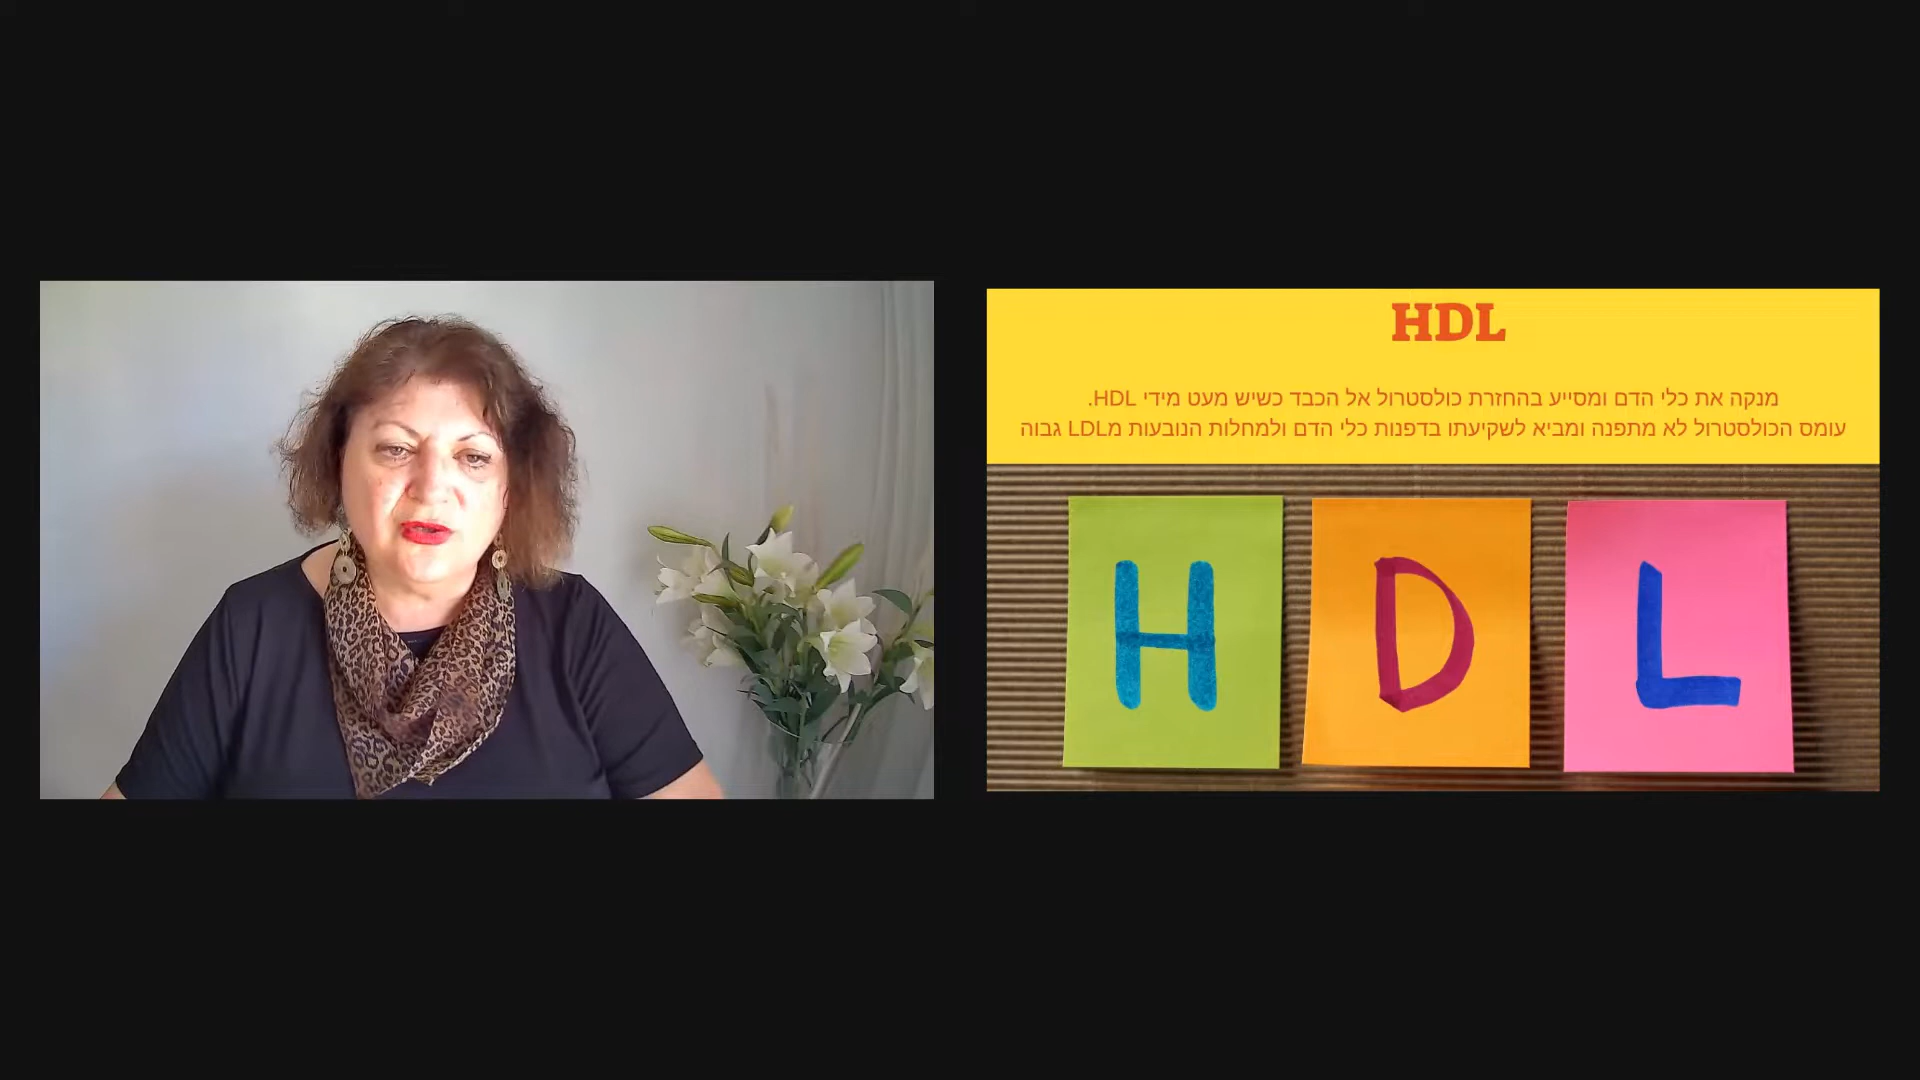 HDL
מנקה את כלי הדם ומסייע בהחזרת כולסטרול אל הכבד כשיש מעט מידי HDL.
עומס הכולסטרול לא מתפנה ומביא לשקיעתו בדפנות כלי הדם ולמחלות הנובעות מLDL גבוה
H D L